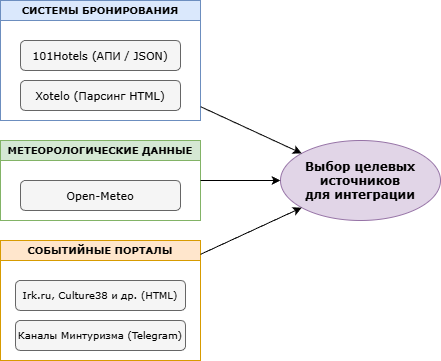 СИСТЕМЫ БРОНИРОВАНИЯ
101Hotels (АПИ / JSON)
Xotelo (Парсинг HTML)
МЕТЕОРОЛОГИЧЕСКИЕ ДАННЫЕ
Open-Meteo
СОБЫТИЙНЫЕ ПОРТАЛЫ
Irk.ru, Culture38 и др. (HTML)
Каналы Минтуризма (Telegram)
Выбор целевых
источников
для интеграции